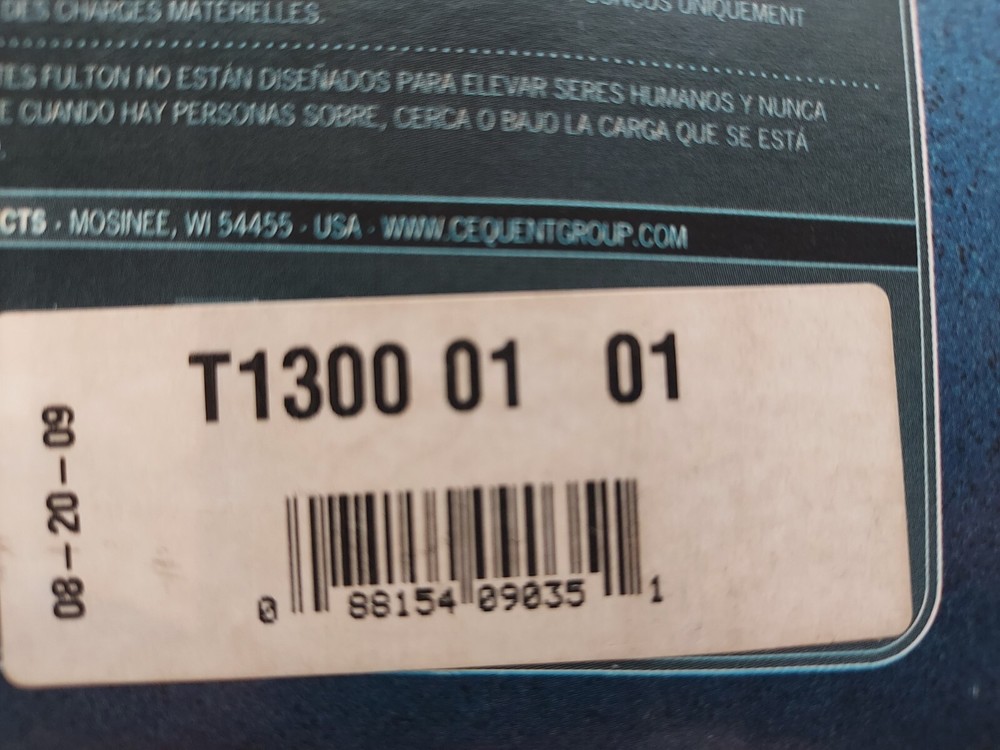 DES CHARGES MATÉRIELLES.
CONÇUS UNIQUEMENT
TES FULTON NO ESTÁN DISEÑADOS PARA ELEVAR SERES HUMANOS Y NUNCA
E CUANDO HAY PERSONAS SOBRE, CERCA O BAJO LA CARGA QUE SE ESTÁ
CTS · MOSINEE, WI 54455 · USA · WWW.CEQUENTGROUP.COM
T1300 01 01
08-20-09
0 88154 09035 1